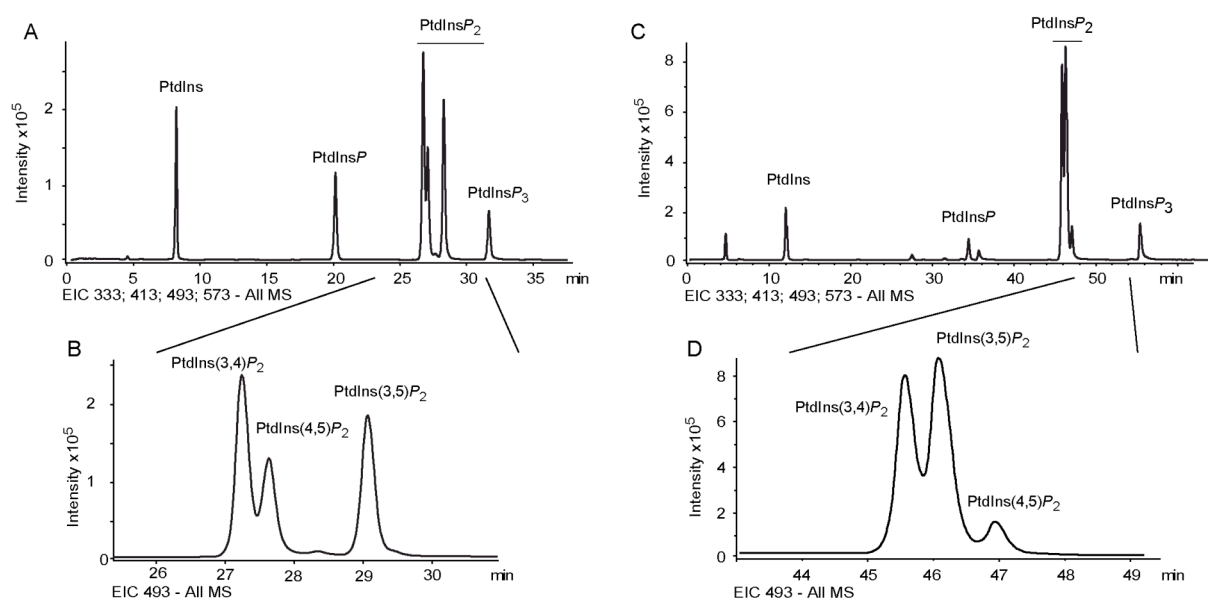 A
PtdInsP2
PtdIns
PtdInsP
PtdInsP3
Intensity x10^5
2
1
0
0 5 10 15 20 25 30 35 min
EIC 333; 413; 493; 573 - All MS
B
PtdIns(3,4)P2
PtdIns(4,5)P2
PtdIns(3,5)P2
Intensity x10^5
2
1
0
26 27 28 29 30 min
EIC 493 - All MS
C
PtdInsP2
PtdIns
PtdInsP
PtdInsP3
Intensity x10^5
8
6
4
2
0
0 10 20 30 40 50 min
EIC 333; 413; 493; 573 - All MS
D
PtdIns(3,5)P2
PtdIns(3,4)P2
PtdIns(4,5)P2
Intensity x10^5
8
6
4
2
0
44 45 46 47 48 49 min
EIC 493 - All MS